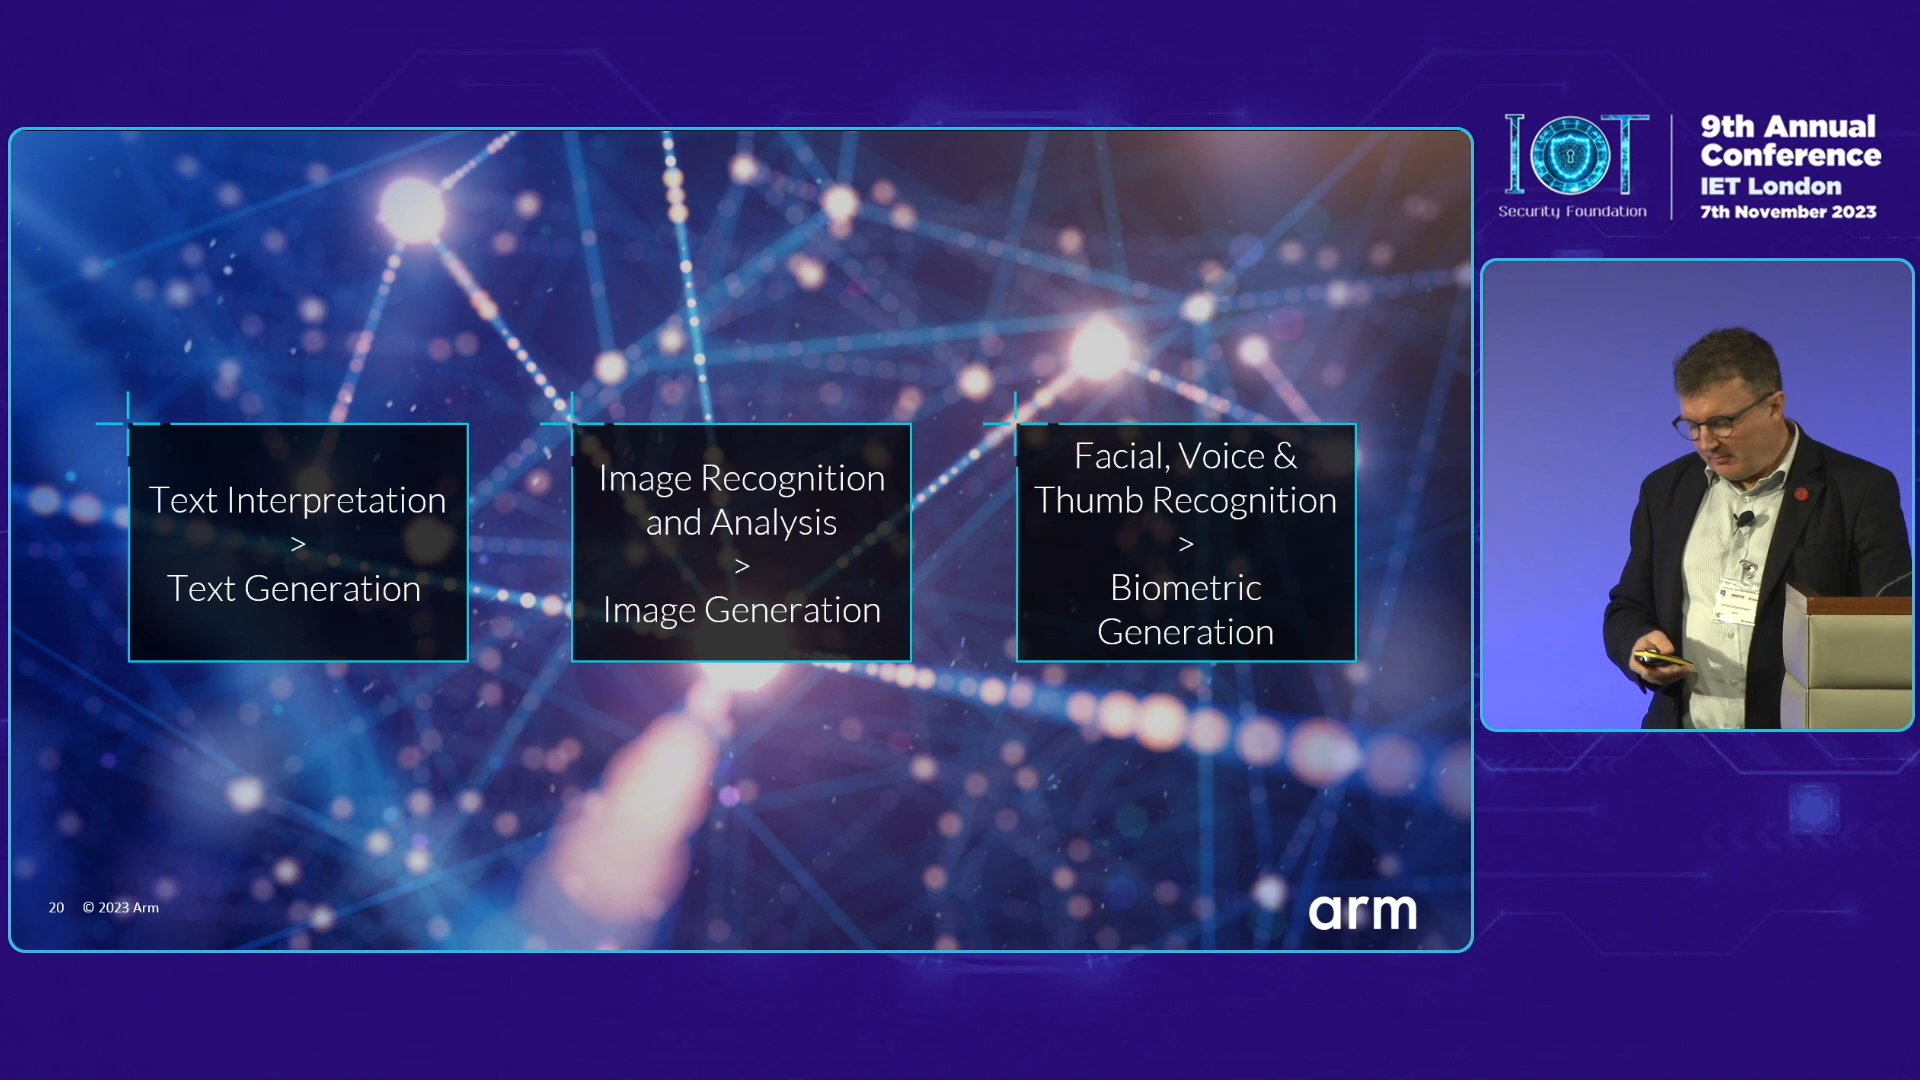 IOT
Security Foundation
9th Annual
Conference
IET London
7th November 2023
Text Interpretation
>
Text Generation
Image Recognition
and Analysis
>
Image Generation
Facial, Voice &
Thumb Recognition
>
Biometric
Generation
20 © 2023 Arm
arm